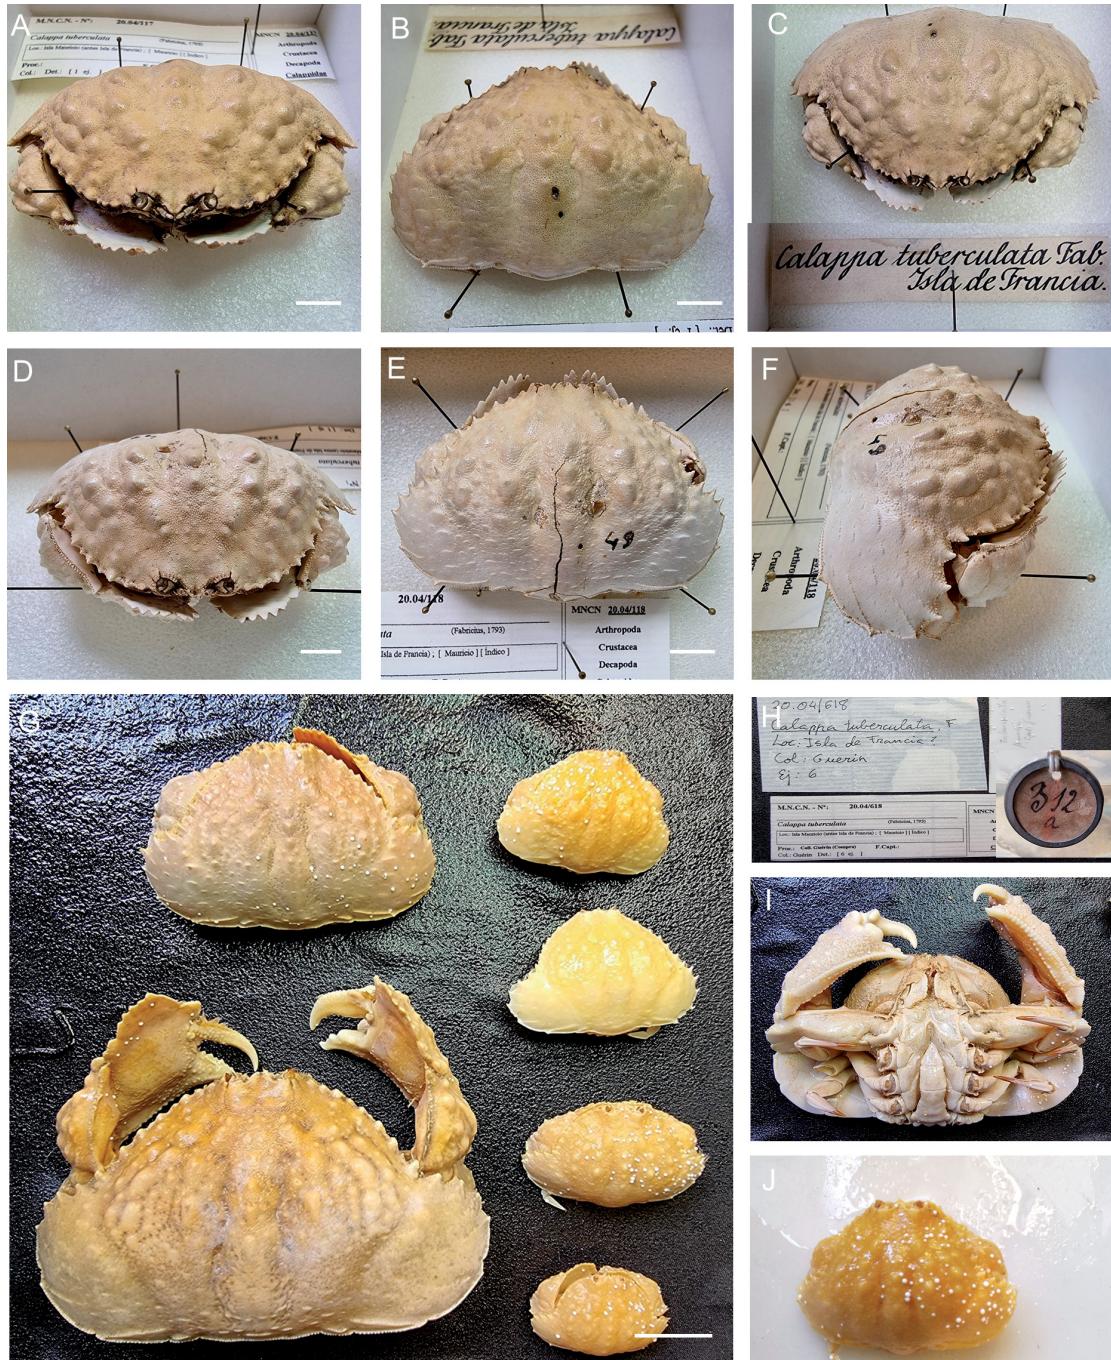 A
M.N.C.N. - Nº: 20.04/117
Calappa tuberculata (Fabricius, 1793)
Loc.: Isla Mauricio (antes Isla de Francia) ; [ Mauricio ] [ Índico ]
Proc.:
Col.: Det.: [ 1 ej. ]
MNCN 20.04/117
Arthropoda
Crustacea
Decapoda
Calappidae
B
Calappa tuberculata Fab.
Isla de Francia.
C
Calappa tuberculata Fab.
Isla de Francia.
D
tuberculata
E
49
20.04/118
(Fabricius, 1793)
Isla de Francia) ; [ Mauricio ] [ Índico ]
MNCN 20.04/118
Arthropoda
Crustacea
Decapoda
F
49
Arthropoda
G
H
20.04/618
Calappa tuberculata, F
Loc: Isla de Francia?
Col: Guerin
Ej: 6
M.N.C.N. - Nº: 20.04/618
Calappa tuberculata (Fabricius, 1793)
Loc.: Isla Mauricio (antes Isla de Francia) ; [ Mauricio ] [ Índico ]
Proc.: Coll. Guérin (Compra) F.Capt.:
Col.: Guérin Det.: [ 6 ej. ]
MNCN
312
a
I
J